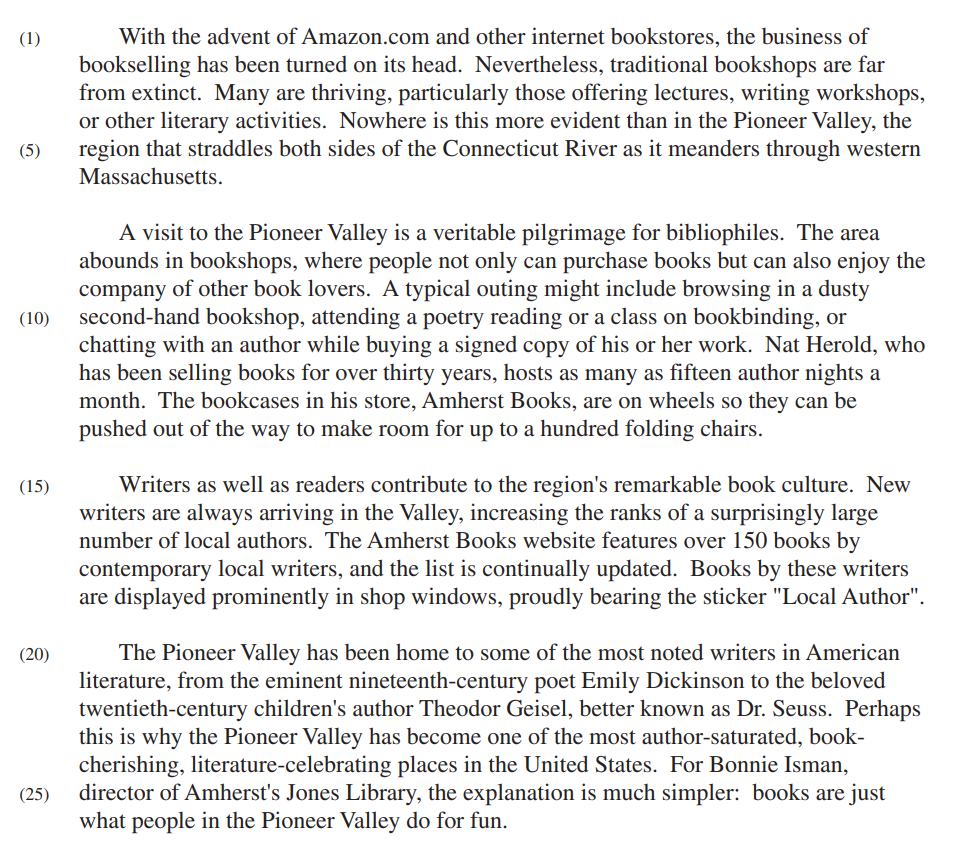 (1) With the advent of Amazon.com and other internet bookstores, the business of
bookselling has been turned on its head. Nevertheless, traditional bookshops are far
from extinct. Many are thriving, particularly those offering lectures, writing workshops,
or other literary activities. Nowhere is this more evident than in the Pioneer Valley, the
(5) region that straddles both sides of the Connecticut River as it meanders through western
Massachusetts.
A visit to the Pioneer Valley is a veritable pilgrimage for bibliophiles. The area
abounds in bookshops, where people not only can purchase books but can also enjoy the
company of other book lovers. A typical outing might include browsing in a dusty
(10) second-hand bookshop, attending a poetry reading or a class on bookbinding, or
chatting with an author while buying a signed copy of his or her work. Nat Herold, who
has been selling books for over thirty years, hosts as many as fifteen author nights a
month. The bookcases in his store, Amherst Books, are on wheels so they can be
pushed out of the way to make room for up to a hundred folding chairs.
(15) Writers as well as readers contribute to the region's remarkable book culture. New
writers are always arriving in the Valley, increasing the ranks of a surprisingly large
number of local authors. The Amherst Books website features over 150 books by
contemporary local writers, and the list is continually updated. Books by these writers
are displayed prominently in shop windows, proudly bearing the sticker "Local Author".
(20) The Pioneer Valley has been home to some of the most noted writers in American
literature, from the eminent nineteenth-century poet Emily Dickinson to the beloved
twentieth-century children's author Theodor Geisel, better known as Dr. Seuss. Perhaps
this is why the Pioneer Valley has become one of the most author-saturated, book-
cherishing, literature-celebrating places in the United States. For Bonnie Isman,
(25) director of Amherst's Jones Library, the explanation is much simpler: books are just
what people in the Pioneer Valley do for fun.